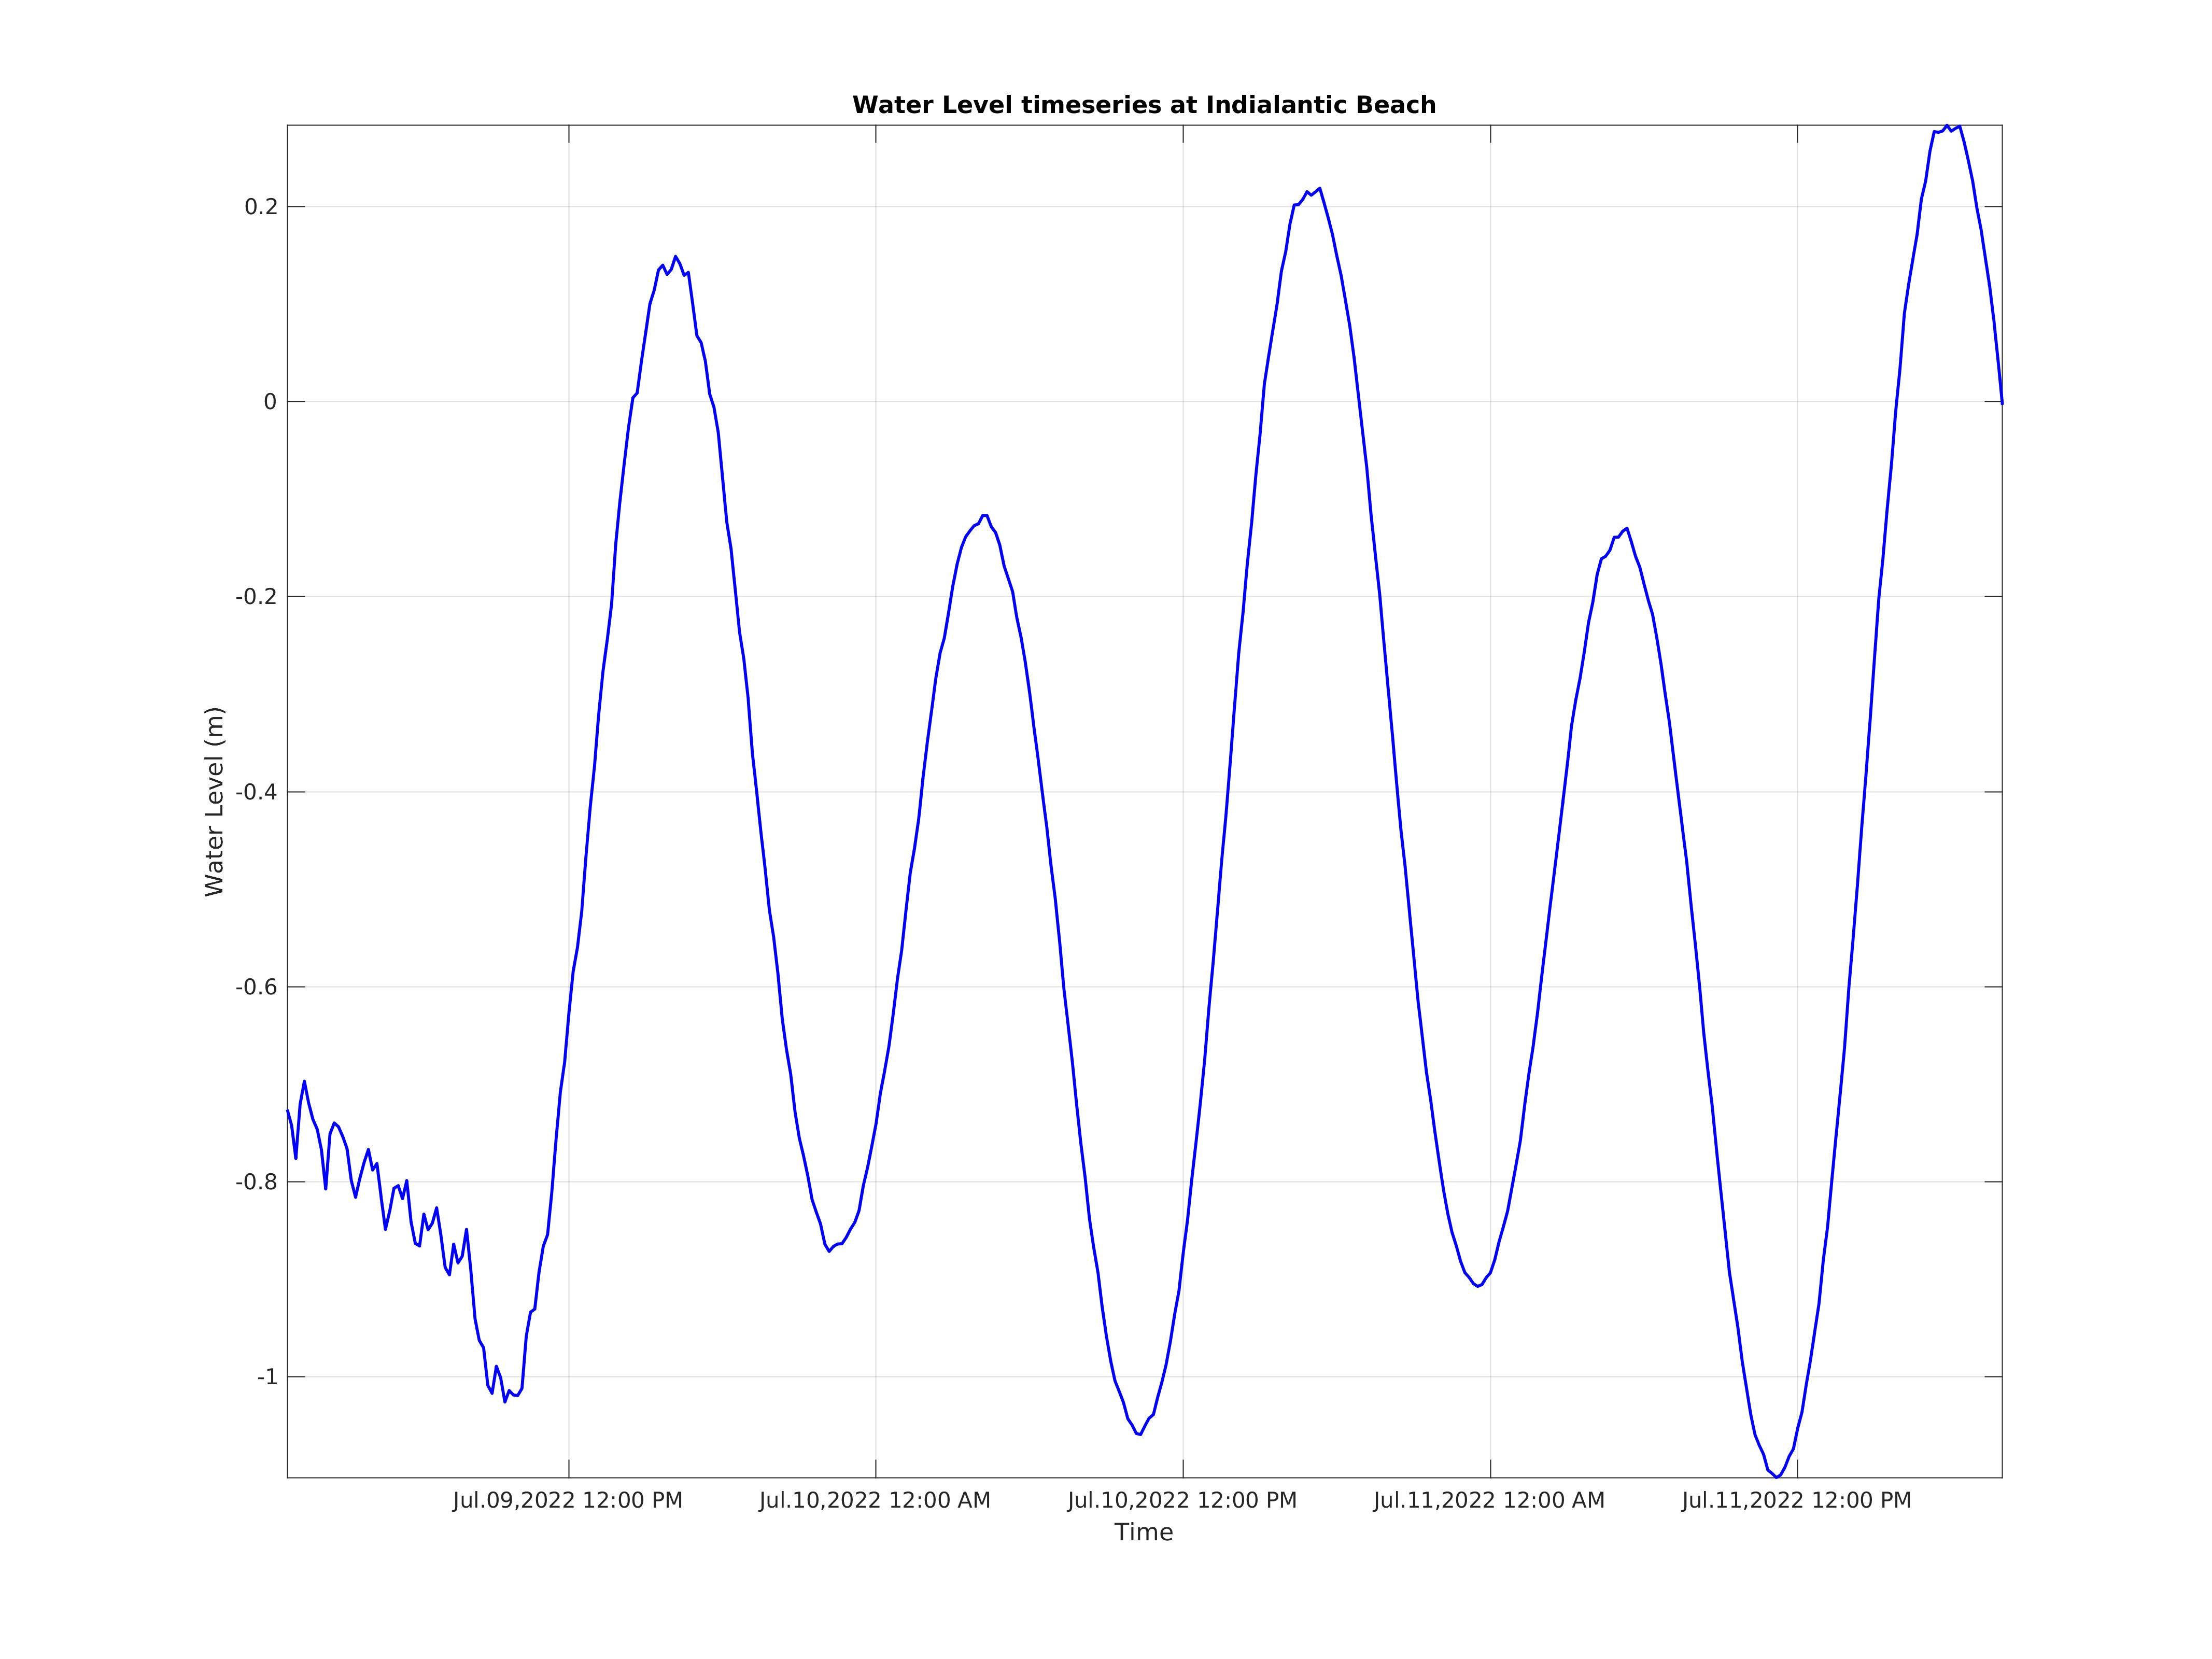 Water Level timeseries at Indialantic Beach
0.2
0
-0.2
-0.4
-0.6
-0.8
-1
Water Level (m)
Jul.09,2022 12:00 PM
Jul.10,2022 12:00 AM
Jul.10,2022 12:00 PM
Jul.11,2022 12:00 AM
Jul.11,2022 12:00 PM
Time